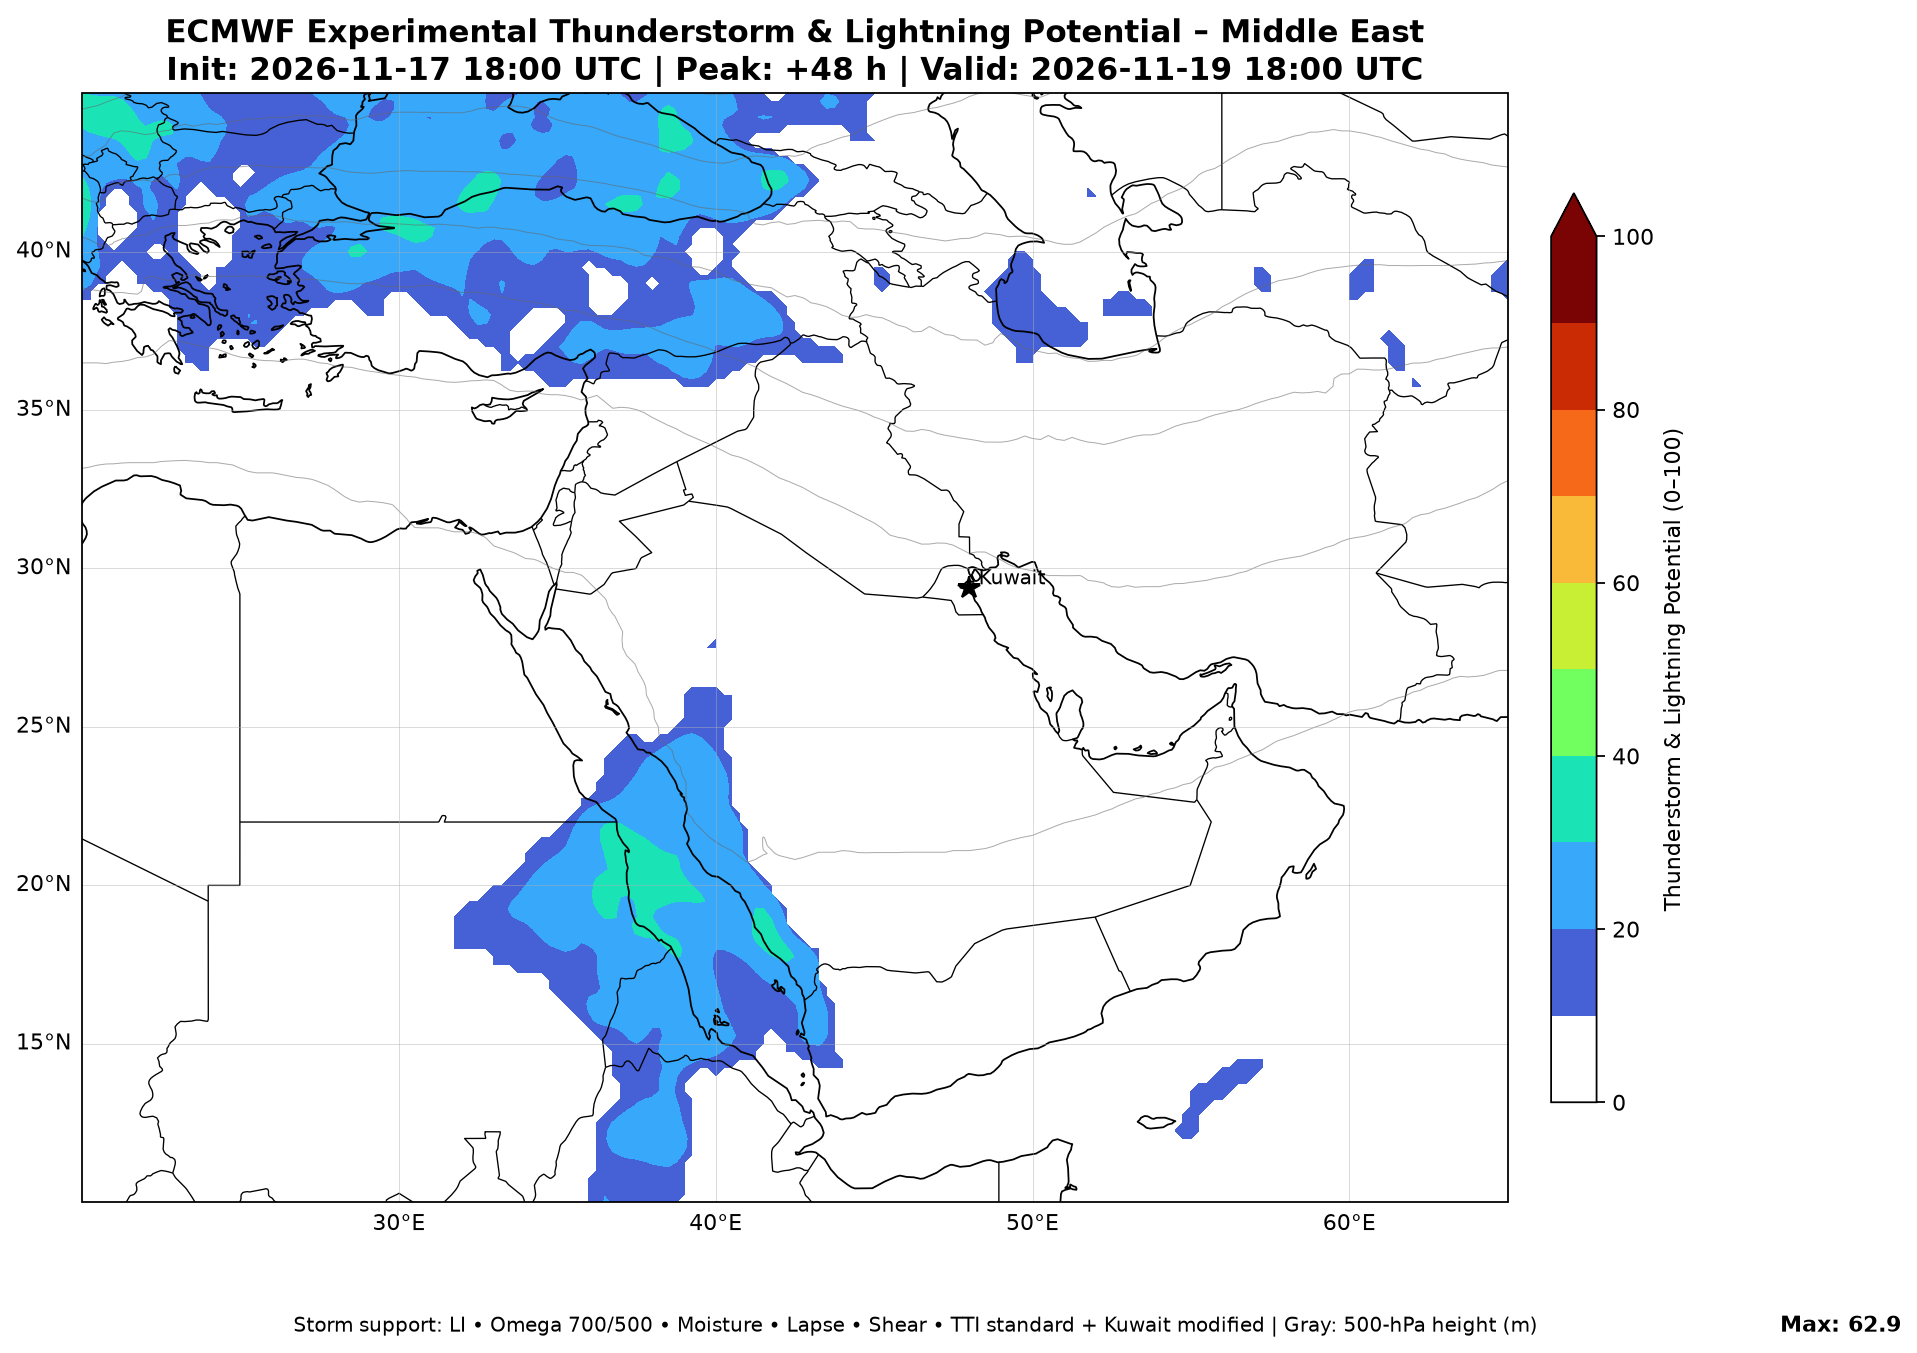 ECMWF Experimental Thunderstorm & Lightning Potential – Middle East
Init: 2026-11-17 18:00 UTC | Peak: +48 h | Valid: 2026-11-19 18:00 UTC
40°N
35°N
30°N
25°N
20°N
15°N
Kuwait
30°E
40°E
50°E
60°E
100
80
60
40
20
0
Thunderstorm & Lightning Potential (0–100)
Storm support: LI • Omega 700/500 • Moisture • Lapse • Shear • TTI standard + Kuwait modified | Gray: 500-hPa height (m)
Max: 62.9